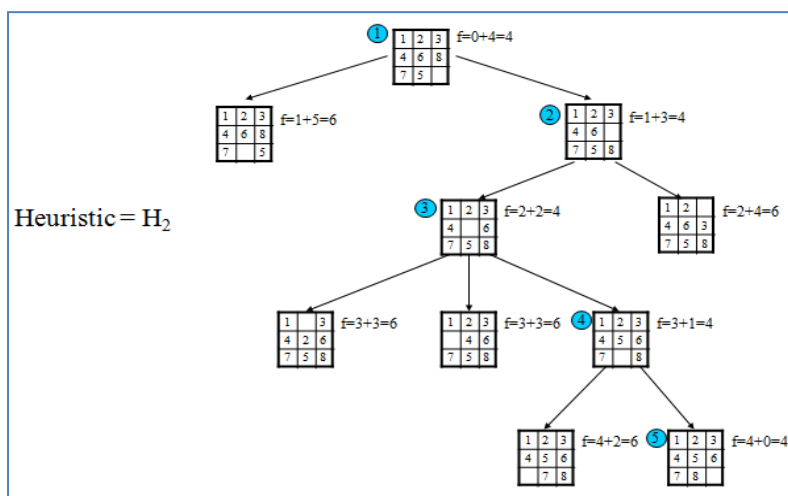 1
1 2 3
4 6 8
7 5
f=0+4=4
1 2 3
4 6 8
7 5
f=1+5=6
2
1 2 3
4 6
7 5 8
f=1+3=4
Heuristic = H₂
3
1 2 3
4 6
7 5 8
f=2+2=4
1 2
4 6 3
7 5 8
f=2+4=6
1 3
4 2 6
7 5 8
f=3+3=6
1 2 3
4 6
7 5 8
f=3+3=6
4
1 2 3
4 5 6
7 8
f=3+1=4
1 2 3
4 5 6
7 8
f=4+2=6
5
1 2 3
4 5 6
7 8
f=4+0=4